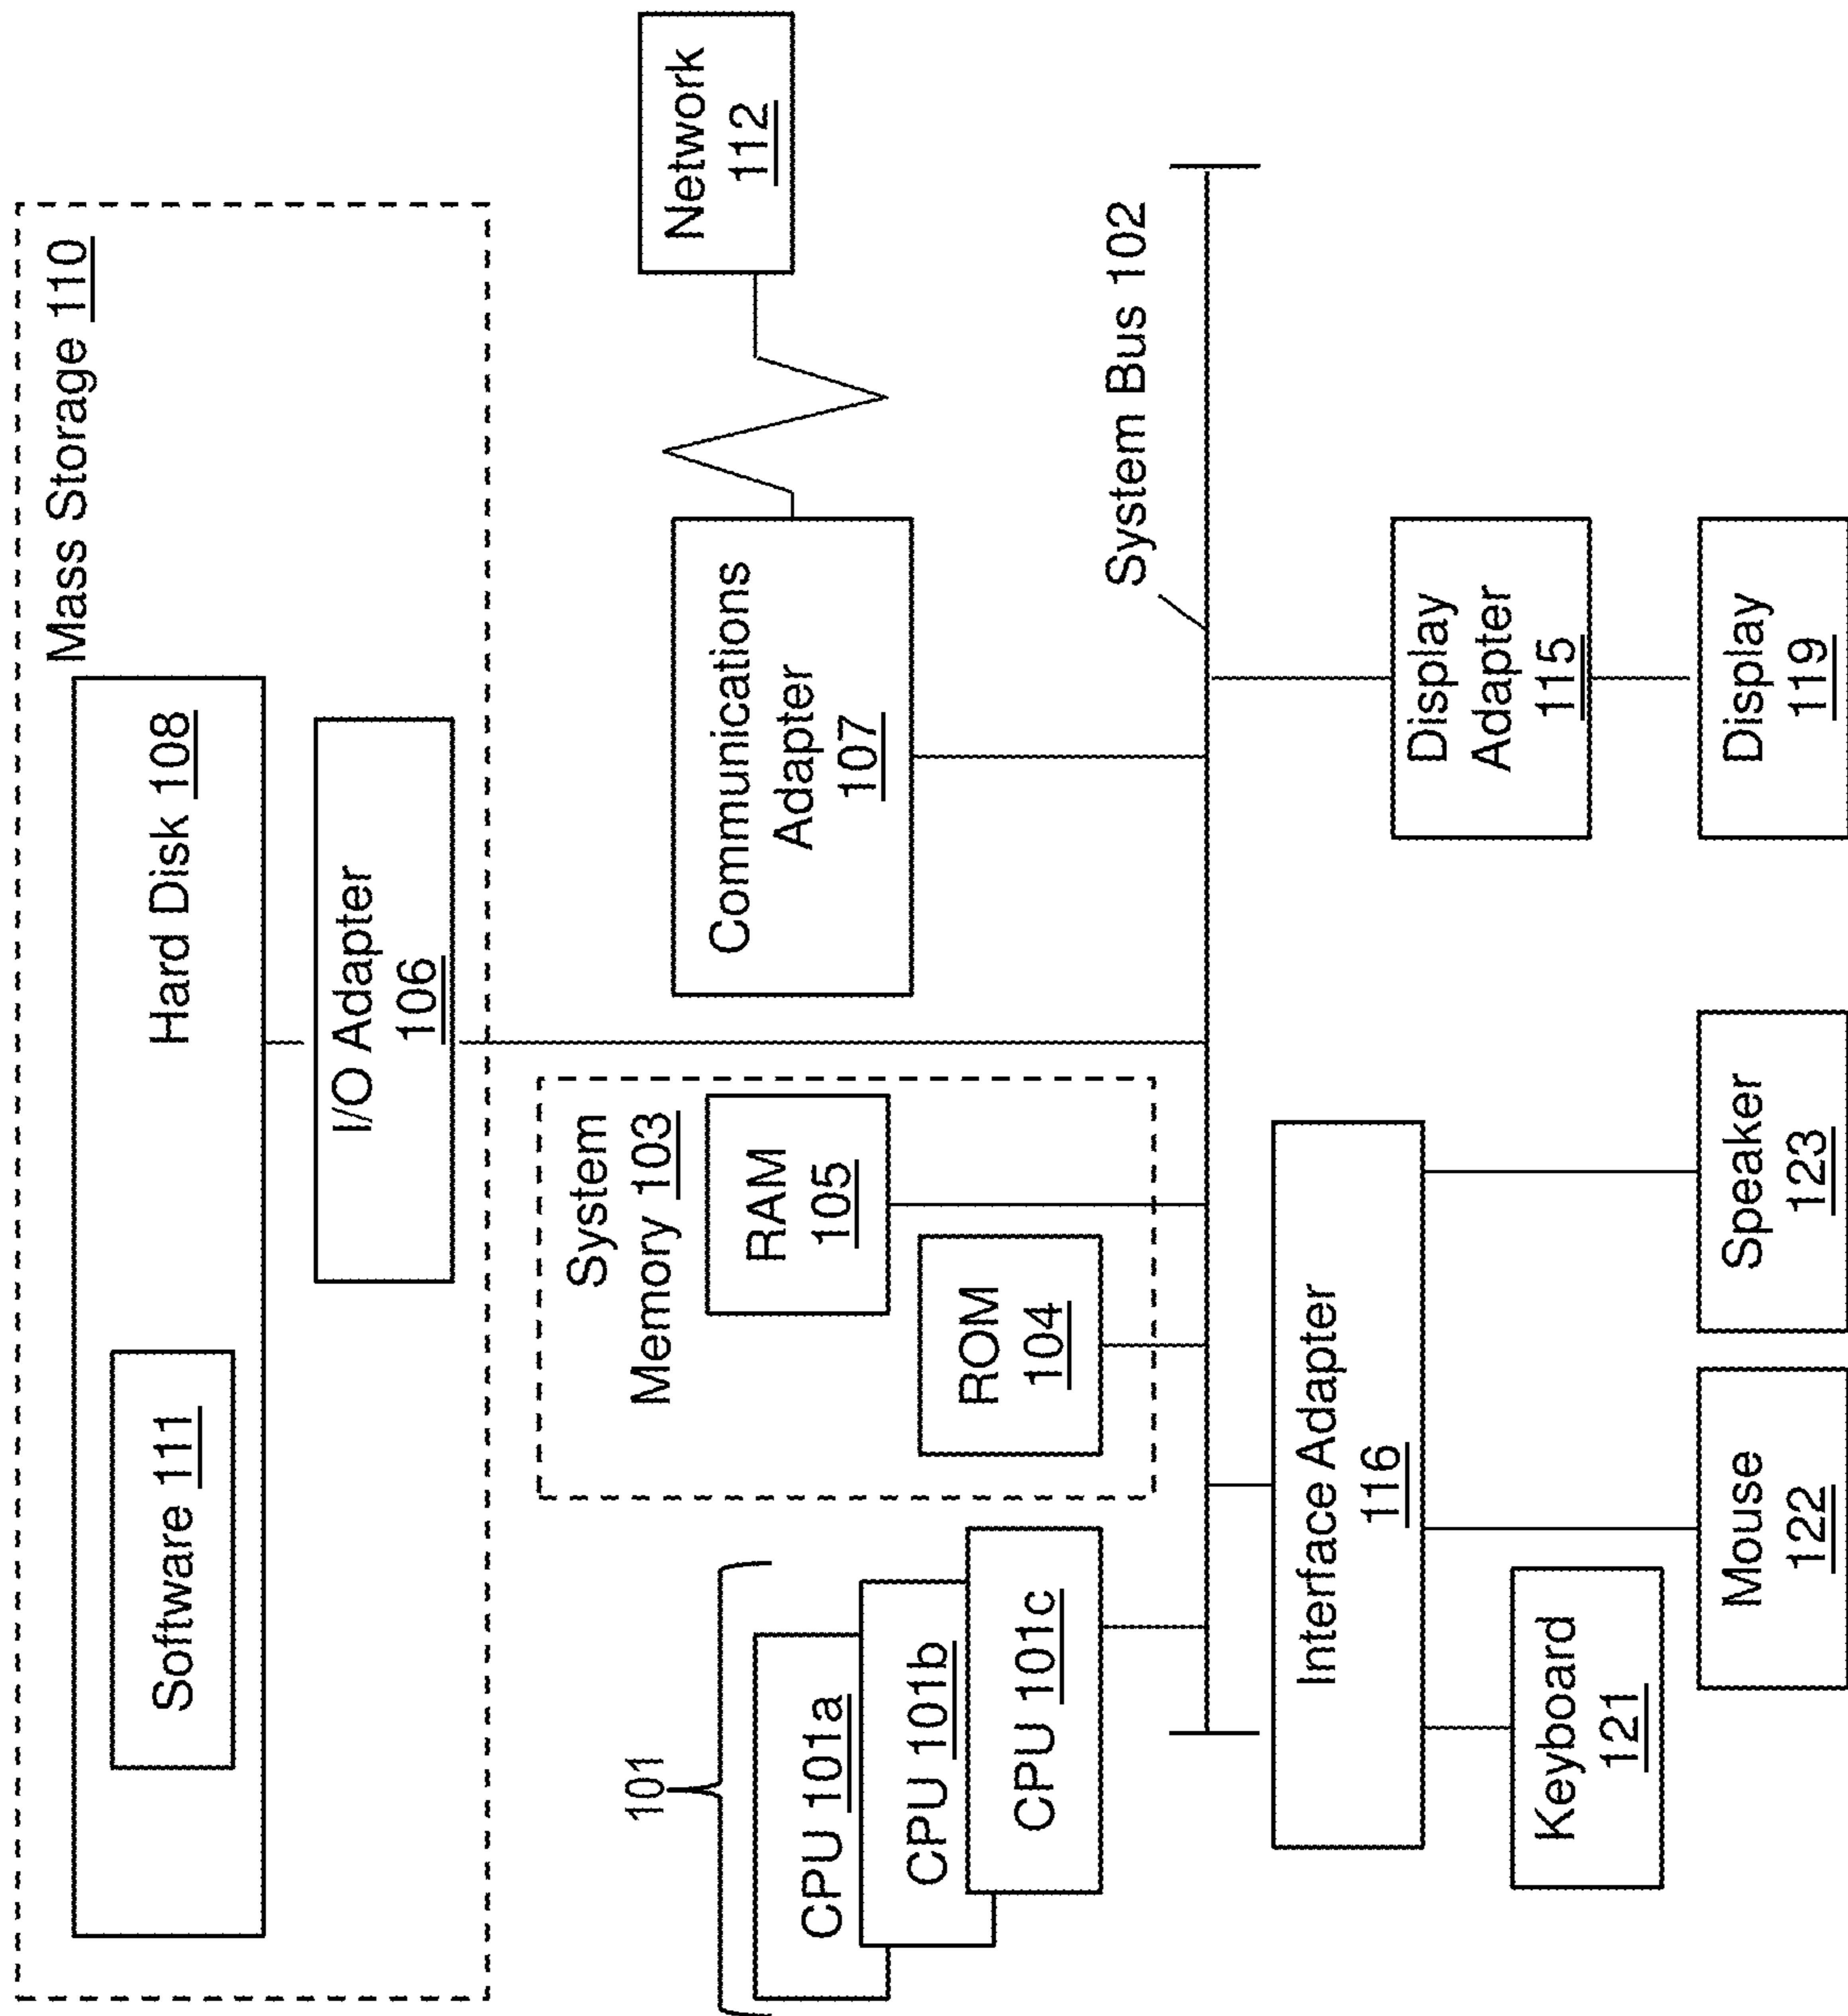 Mass Storage 110
Hard Disk 108
Software 111
I/O Adapter
106
101
CPU 101a
CPU 101b
CPU 101c
System
Memory 103
RAM
105
ROM
104
Communications
Adapter
107
Network
112
System Bus 102
Interface Adapter
116
Keyboard
121
Mouse
122
Speaker
123
Display
Adapter
115
Display
119